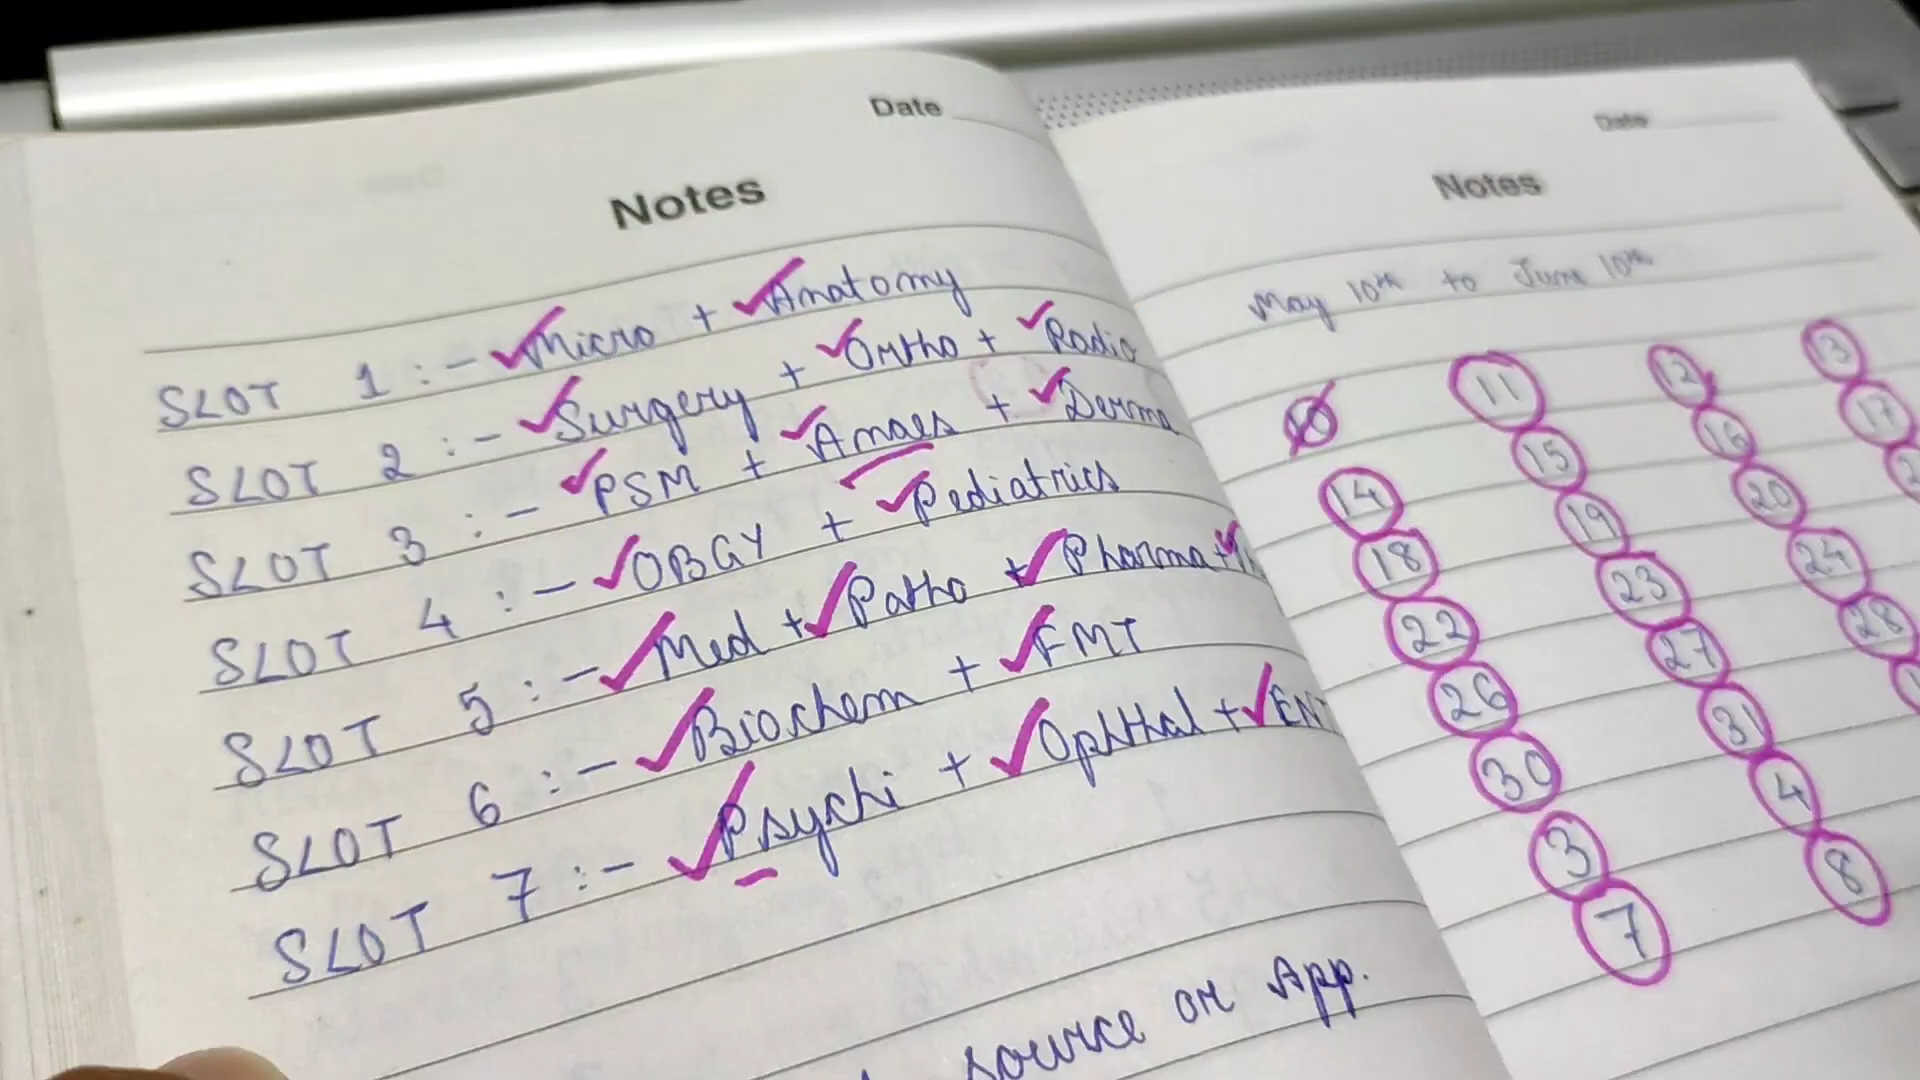 Date
Notes
SLOT 1 :- Micro + Anatomy
SLOT 2 :- Surgery + Ortho + Radio
SLOT 3 :- PSM + Anaes + Derma
SLOT 4 :- OBGY + Pediatrics
SLOT 5 :- Med + Patho + Pharma +
SLOT 6 :- Biochem + FMT
SLOT 7 :- Psychi + Ophthal + ENT
source or App.
Date
Notes
May 10th to June 10th
10 11 12 13
14 15 16 17
18 19 20
22 23 24
26 27 28
30 31
3 4
7 8